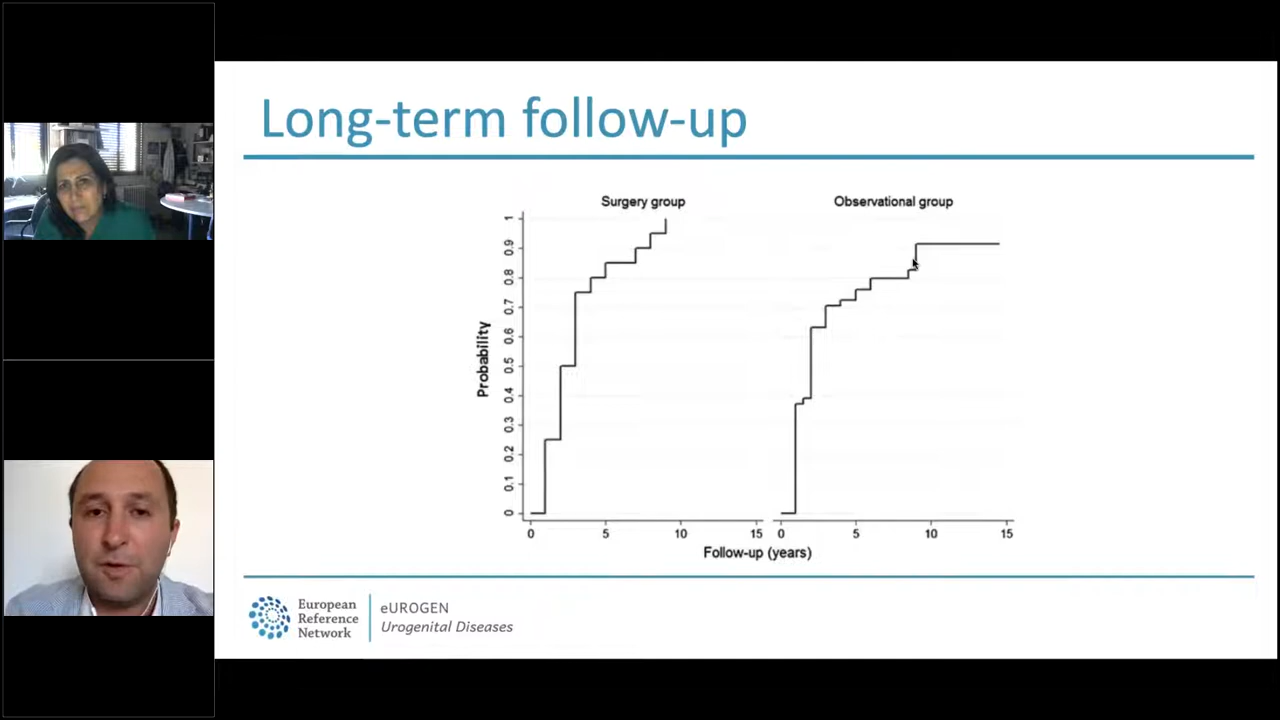 Long-term follow-up
Surgery group
Observational group
Probability
1
0.9
0.8
0.7
0.6
0.5
0.4
0.3
0.2
0.1
0
0 5 10 15
0 5 10 15
Follow-up (years)
European
Reference
Network
eUROGEN
Urogenital Diseases